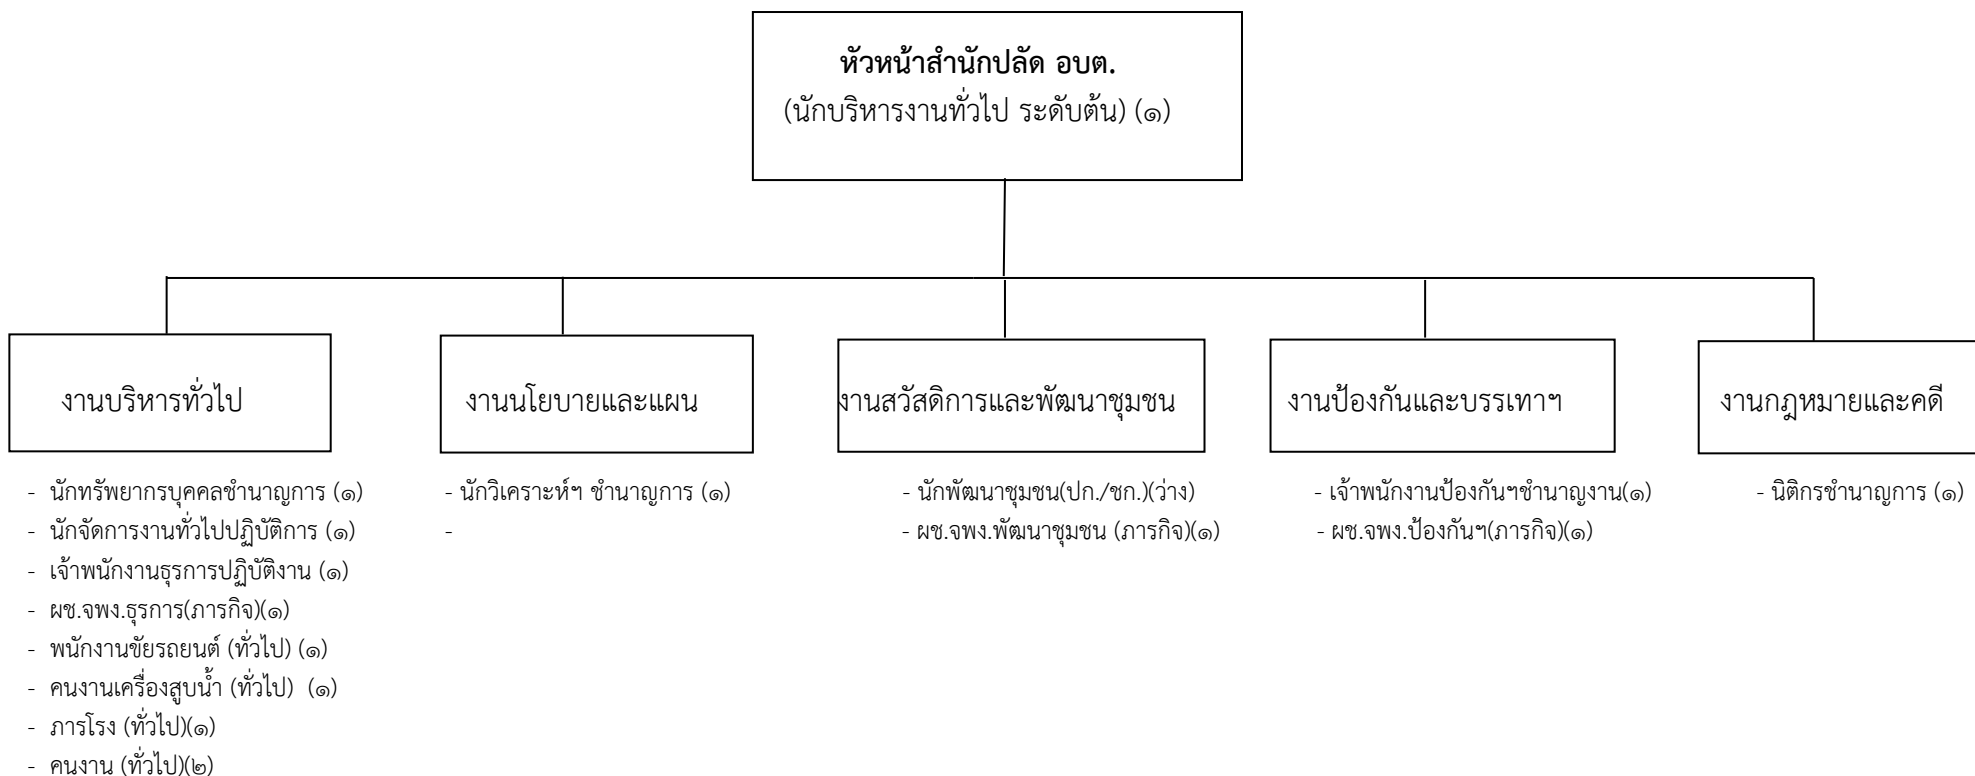 หัวหน้าสำนักปลัด อบต.
(นักบริหารงานทั่วไป ระดับต้น) (๑)
งานบริหารทั่วไป
- นักทรัพยากรบุคคลชำนาญการ (๑)
- นักจัดการงานทั่วไปปฏิบัติการ (๑)
- เจ้าพนักงานธุรการปฏิบัติงาน (๑)
- ผช.จพง.ธุรการ(ภารกิจ)(๑)
- พนักงานขัยรถยนต์ (ทั่วไป) (๑)
- คนงานเครื่องสูบน้ำ (ทั่วไป) (๑)
- ภารโรง (ทั่วไป)(๑)
- คนงาน (ทั่วไป)(๒)
งานนโยบายและแผน
- นักวิเคราะห์ฯ ชำนาญการ (๑)
-
งานสวัสดิการและพัฒนาชุมชน
- นักพัฒนาชุมชน(ปก./ชก.)(ว่าง)
- ผช.จพง.พัฒนาชุมชน (ภารกิจ)(๑)
งานป้องกันและบรรเทาฯ
- เจ้าพนักงานป้องกันฯชำนาญงาน(๑)
- ผช.จพง.ป้องกันฯ(ภารกิจ)(๑)
งานกฎหมายและคดี
- นิติกรชำนาญการ (๑)